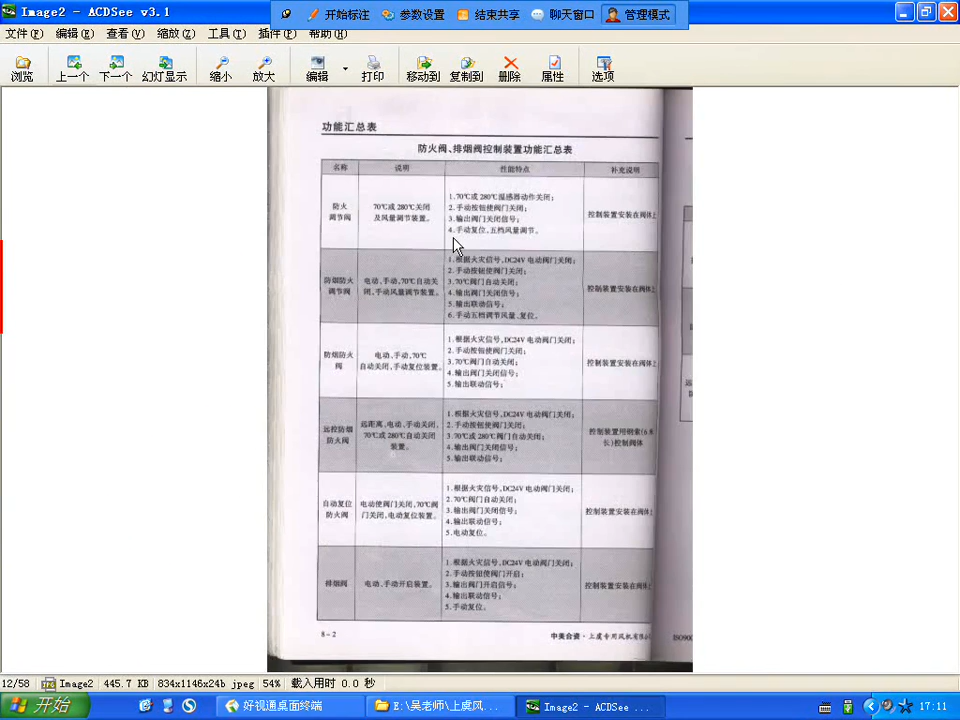 Image2 - ACDSee v3.1
开始标注 参数设置 结束共享 聊天窗口 管理模式
文件(F) 编辑(E) 查看(V) 缩放(Z) 工具(T) 插件(P) 帮助(H)
浏览 上一个 下一个 幻灯显示 缩小 放大 编辑 打印 移动到 复制到 删除 属性 选项
功能汇总表
防火阀、排烟阀控制装置功能汇总表
名称 说明 性能特点 补充说明
防火
调节阀
70℃或280℃关闭
及风量调节装置。
1.70℃或280℃温感器动作关闭;
2.手动按钮使阀门关闭;
3.输出阀门关闭信号;
4.手动复位,五档风量调节。
控制装置安装在阀体
防烟防火
调节阀
电动,手动,70℃自动关
闭,手动风量调节装置。
1.根据火灾信号,DC24V电动阀门关闭;
2.手动按钮使阀门关闭;
3.70℃阀门自动关闭;
4.输出阀门关闭信号;
5.输出联动信号;
6.手动五档调节风量、复位。
控制装置安装在阀体
防烟防火
阀
电动,手动,70℃
自动关闭,手动复位装置。
1.根据火灾信号,DC24V电动阀门关闭;
2.手动按钮使阀门关闭;
3.70℃阀门自动关闭;
4.输出阀门关闭信号;
5.输出联动信号;
控制装置安装在阀体
远控防烟
防火阀
远距离,电动,手动关闭,
70℃或280℃自动关闭
装置。
1.根据火灾信号,DC24V电动阀门关闭;
2.手动按钮使阀门关闭;
3.70℃或280℃阀门自动关闭;
4.输出阀门关闭信号;
5.输出联动信号;
控制装置用钢索(6.8
长)控制阀体
自动复位
防火阀
电动使阀门关闭,70℃阀
门关闭,电动复位装置。
1.根据火灾信号,DC24V电动阀门关闭;
2.70℃阀门自动关闭;
3.输出阀门关闭信号;
4.输出联动信号;
5.电动复位。
控制装置安装在阀体
排烟阀
电动、手动开启装置。
1.根据火灾信号,DC24V电动阀门关闭;
2.手动按钮使阀门开启;
3.输出阀门开启信号;
4.输出联动信号;
5.手动复位。
控制装置安装在阀体
8-2
中美合资·上虞专用风机有限
ISO900
12/58 Image2 445.7 KB 834x1146x24b jpeg 54% 载入用时 0.0 秒
开始 好视通桌面终端 E:\吴老师\上虞风... Image2 - ACDSee ... 17:11